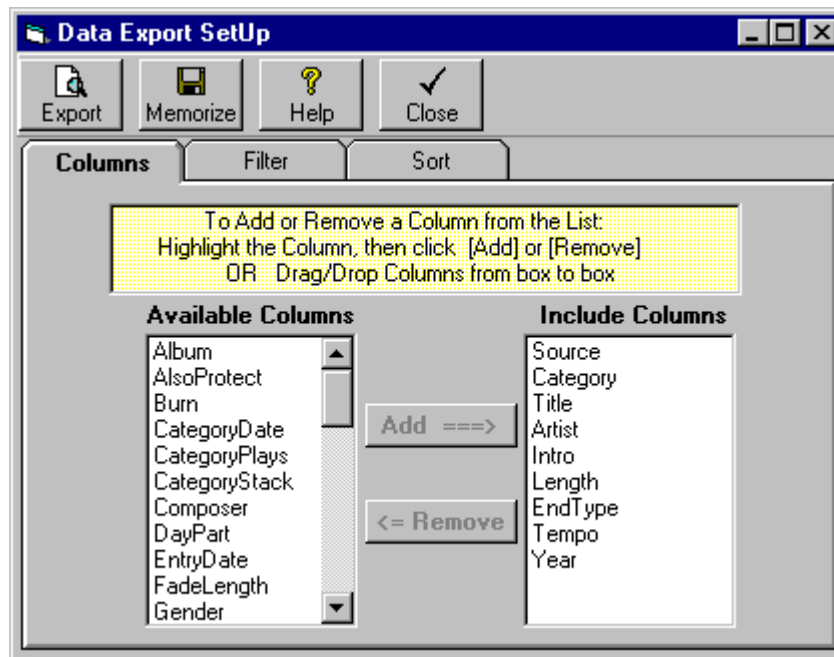 Data Export SetUp
Export Memorize Help Close
Columns Filter Sort
To Add or Remove a Column from the List:
Highlight the Column, then click [Add] or [Remove]
OR Drag/Drop Columns from box to box
Available Columns
Album
AlsoProtect
Burn
CategoryDate
CategoryPlays
CategoryStack
Composer
DayPart
EntryDate
FadeLength
Gender
Add ===>
<= Remove
Include Columns
Source
Category
Title
Artist
Intro
Length
EndType
Tempo
Year